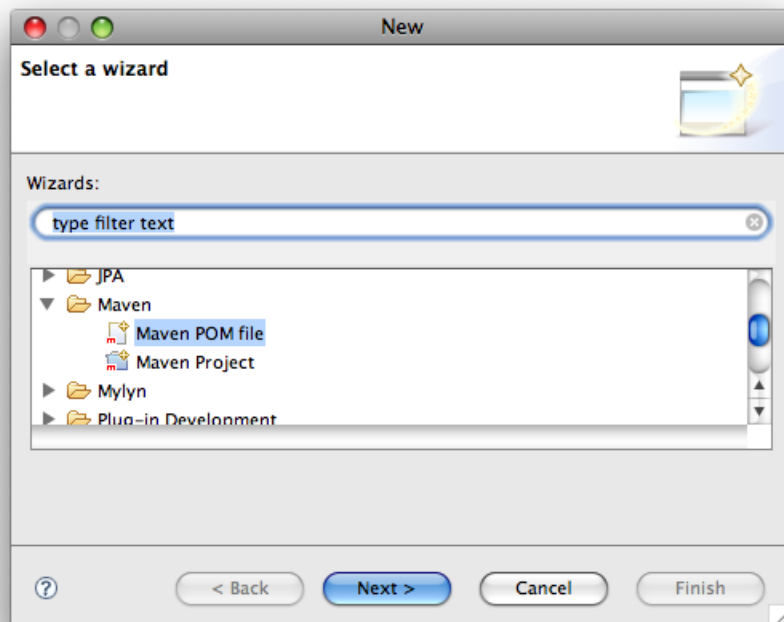 New
Select a wizard
Wizards:
type filter text
JPA
Maven
Maven POM file
Maven Project
Mylyn
Plug-in Development
< Back Next > Cancel Finish